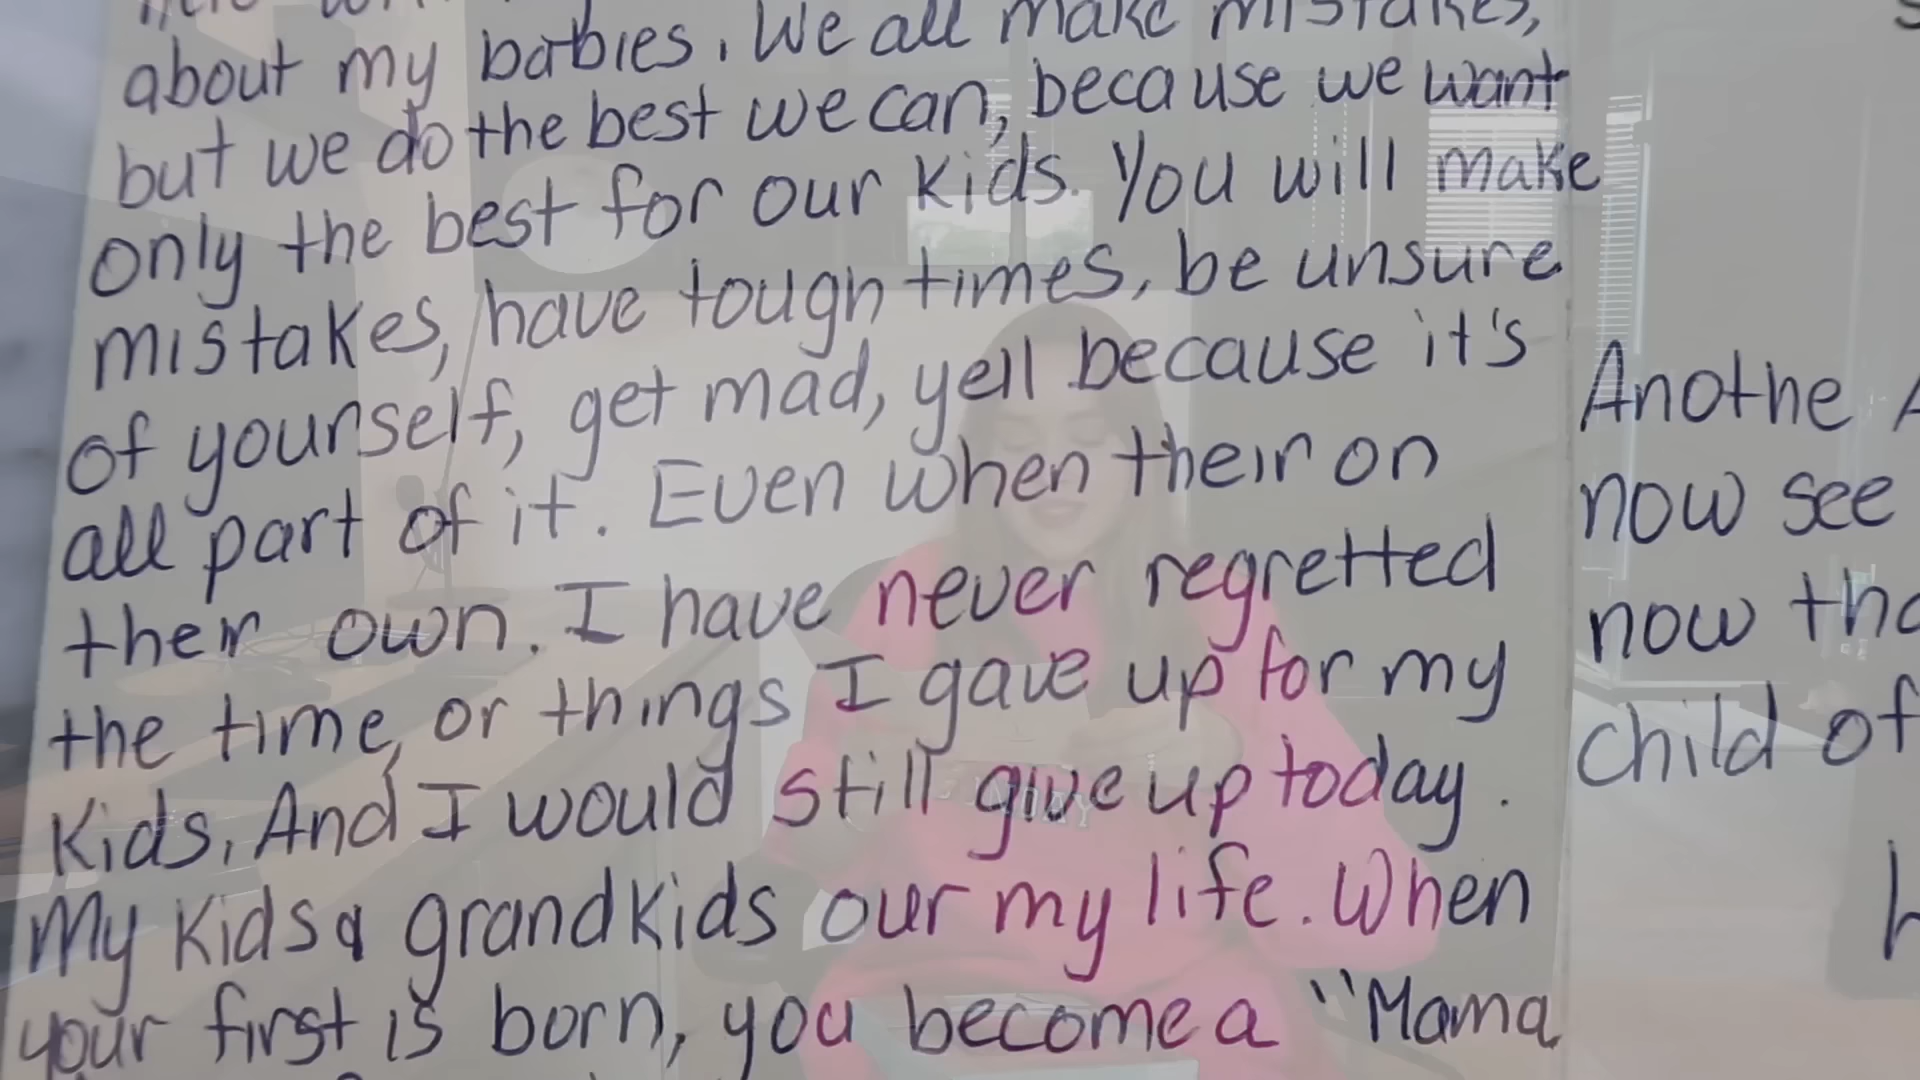 about my babies. We all make mistakes,
but we do the best we can, because we want
only the best for our kids. You will make
mistakes, have tough times, be unsure
of yourself, get mad, yell because it's
all part of it. Even when their on
their own. I have never regretted
the time, or things I gave up for my
Kids. And I would still give up today.
My Kids & grandkids our my life. When
your first is born, you become a "Mama
Anothe
now see
now tha
child of